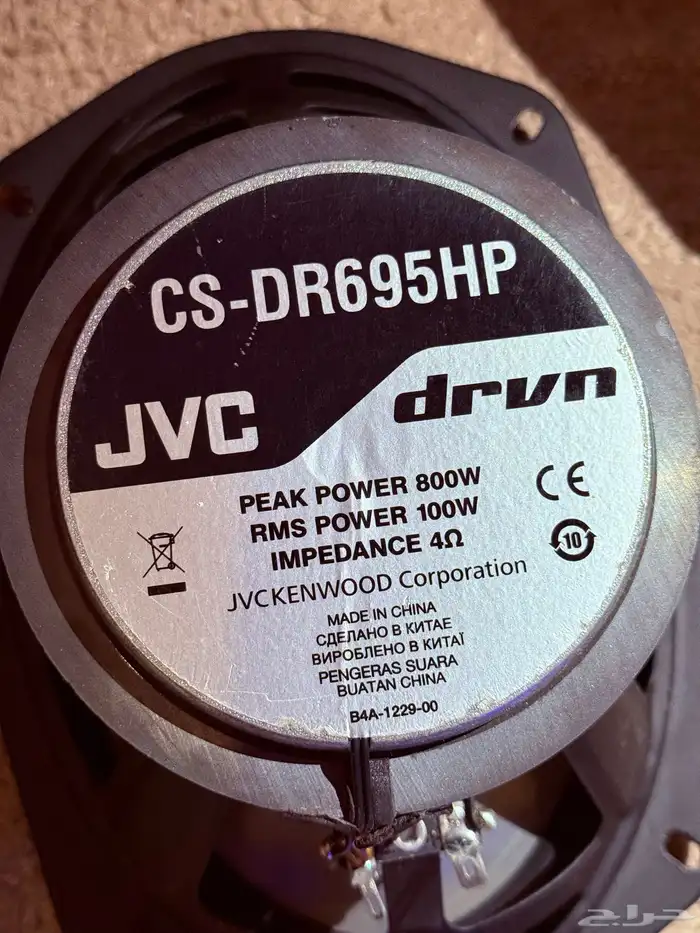 CS-DR695HP
JVC
drvn
PEAK POWER 800W
RMS POWER 100W
IMPEDANCE 4Ω
CE
10
JVCKENWOOD Corporation
MADE IN CHINA
СДЕЛАНО В КИТАЕ
ВИРОБЛЕНО В КИТАЇ
PENGERAS SUARA
BUATAN CHINA
B4A-1229-00
حراج